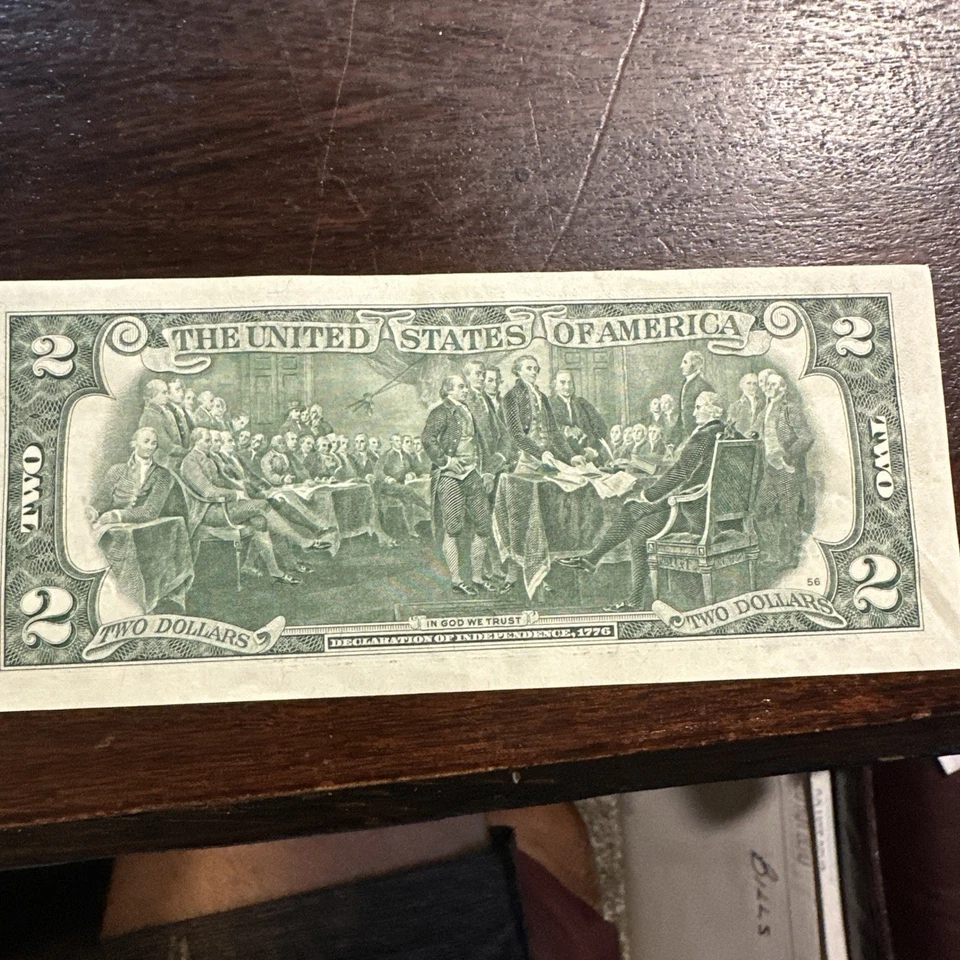 THE UNITED STATES OF AMERICA
2
2
TWO
TWO
56
2
2
TWO DOLLARS
IN GOD WE TRUST
TWO DOLLARS
DECLARATION OF INDEPENDENCE, 1776
BILLS